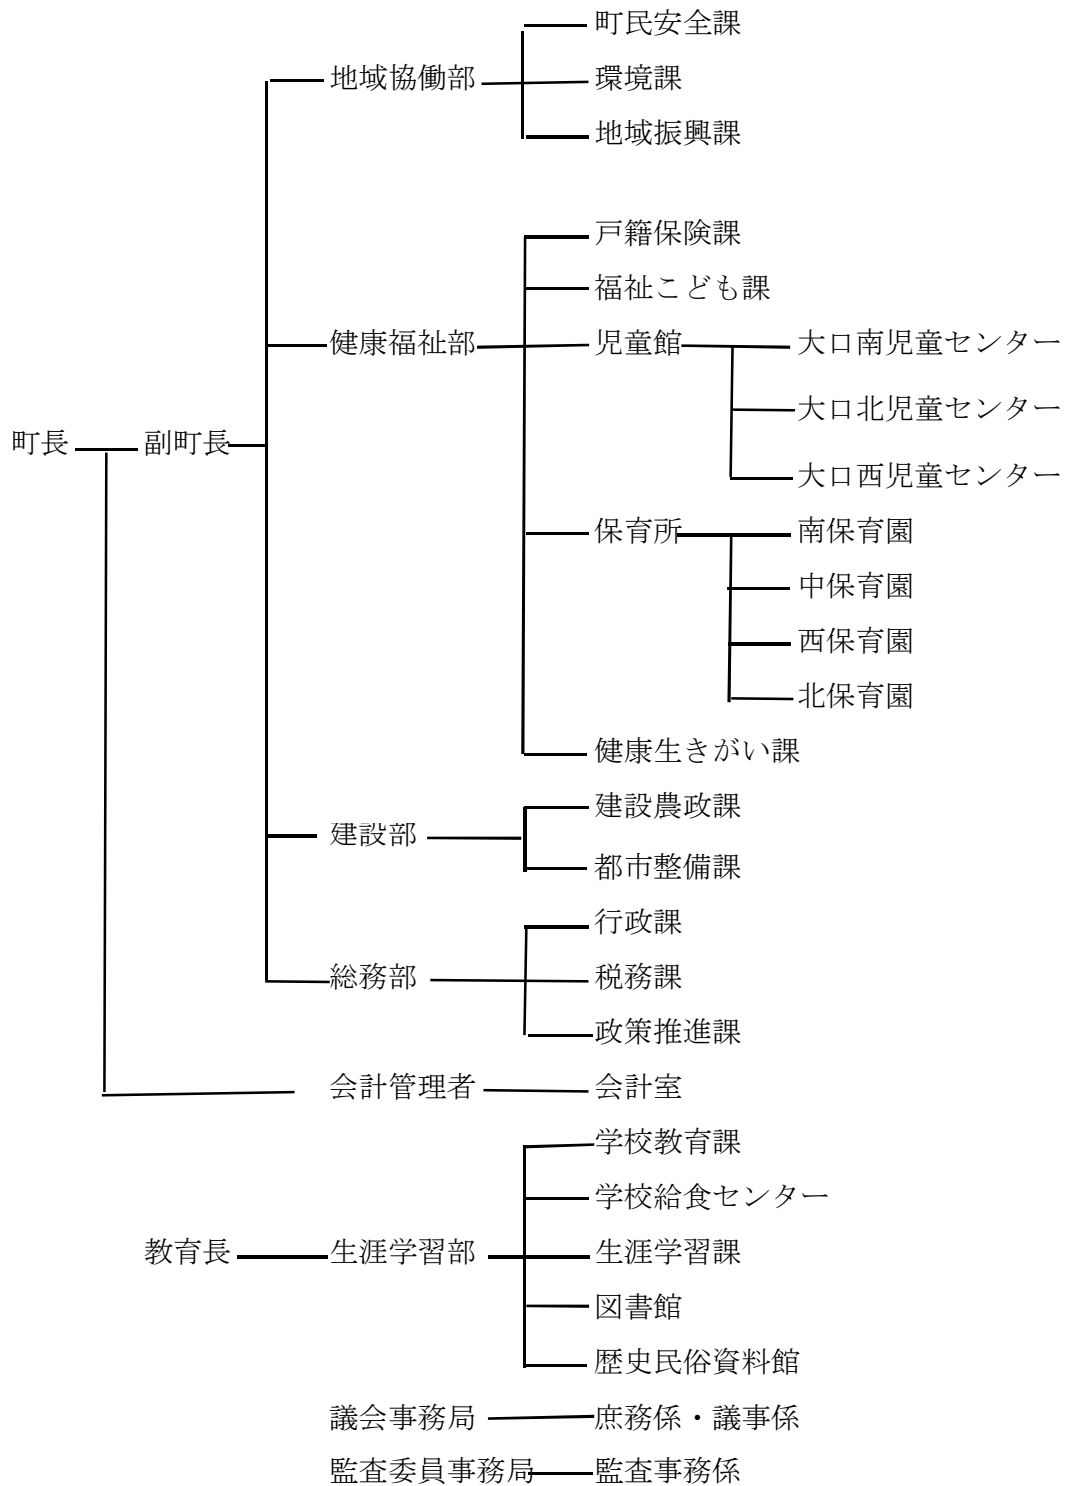 町民安全課
地域協働部 環境課
地域振興課
戸籍保険課
福祉こども課
健康福祉部 児童館 大口南児童センター
大口北児童センター
町長 副町長
大口西児童センター
保育所 南保育園
中保育園
西保育園
北保育園
健康生きがい課
建設農政課
建設部
都市整備課
行政課
総務部 税務課
政策推進課
会計管理者 会計室
学校教育課
学校給食センター
教育長 生涯学習部 生涯学習課
図書館
歴史民俗資料館
議会事務局 庶務係・議事係
監査委員事務局 監査事務係